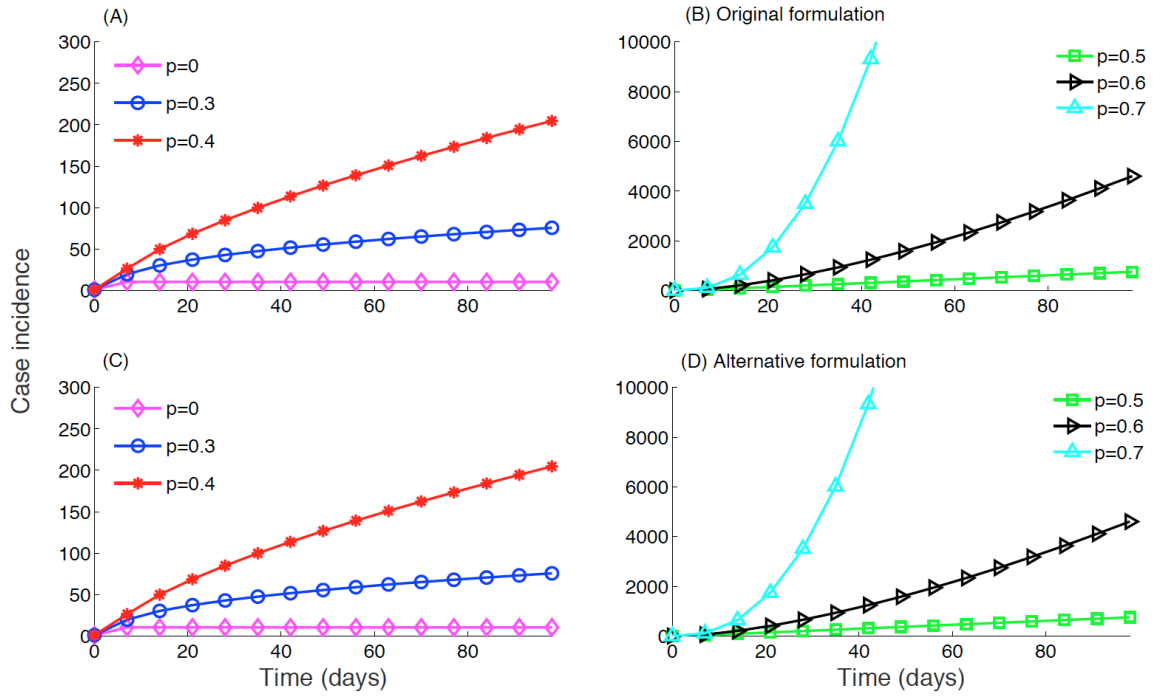 (A)
300
250
200
150
100
50
0
p=0
p=0.3
p=0.4
0 20 40 60 80
(B) Original formulation
10000
8000
6000
4000
2000
0
p=0.5
p=0.6
p=0.7
0 20 40 60 80
Case incidence
(C)
300
250
200
150
100
50
0
p=0
p=0.3
p=0.4
0 20 40 60 80
Time (days)
(D) Alternative formulation
10000
8000
6000
4000
2000
0
p=0.5
p=0.6
p=0.7
0 20 40 60 80
Time (days)